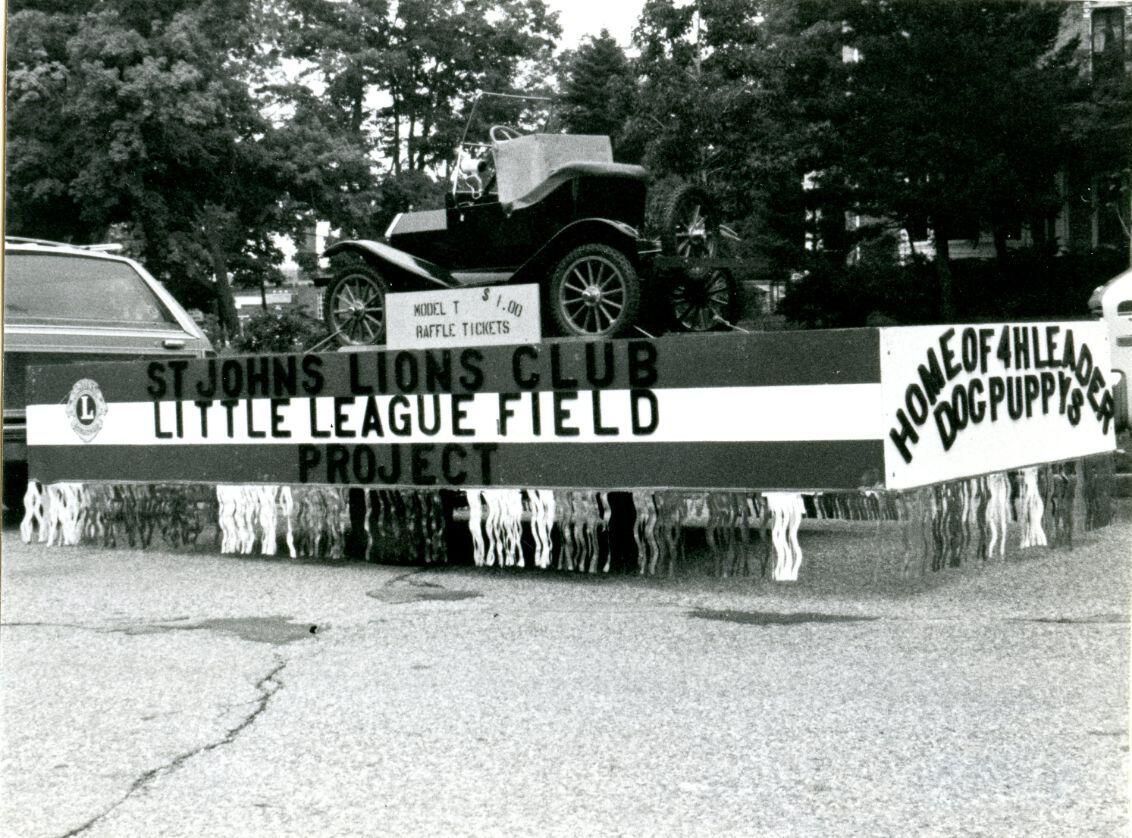 MODEL T $1.00
RAFFLE TICKETS
ST JOHNS LIONS CLUB
LITTLE LEAGUE FIELD
PROJECT
L
HOME OF 4H LEADER
DOG PUPPYS